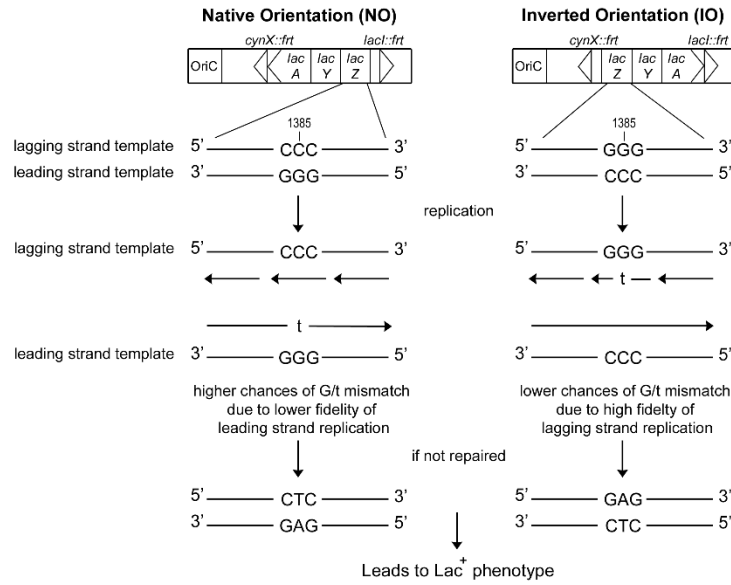 Native Orientation (NO)
Inverted Orientation (IO)
cynX::frt lacI::frt
cynX::frt lacI::frt
OriC lac A lac Y lac Z
OriC lac Z lac Y lac A
1385
1385
lagging strand template 5’ CCC 3’
5’ GGG 3’
leading strand template 3’ GGG 5’
3’ CCC 5’
replication
lagging strand template 5’ CCC 3’
5’ GGG 3’
t
t
leading strand template 3’ GGG 5’
3’ CCC 5’
higher chances of G/t mismatch
due to lower fidelity of
leading strand replication
lower chances of G/t mismatch
due to high fidelty of
lagging strand replication
if not repaired
5’ CTC 3’
3’ GAG 5’
5’ GAG 3’
3’ CTC 5’
Leads to Lac+ phenotype